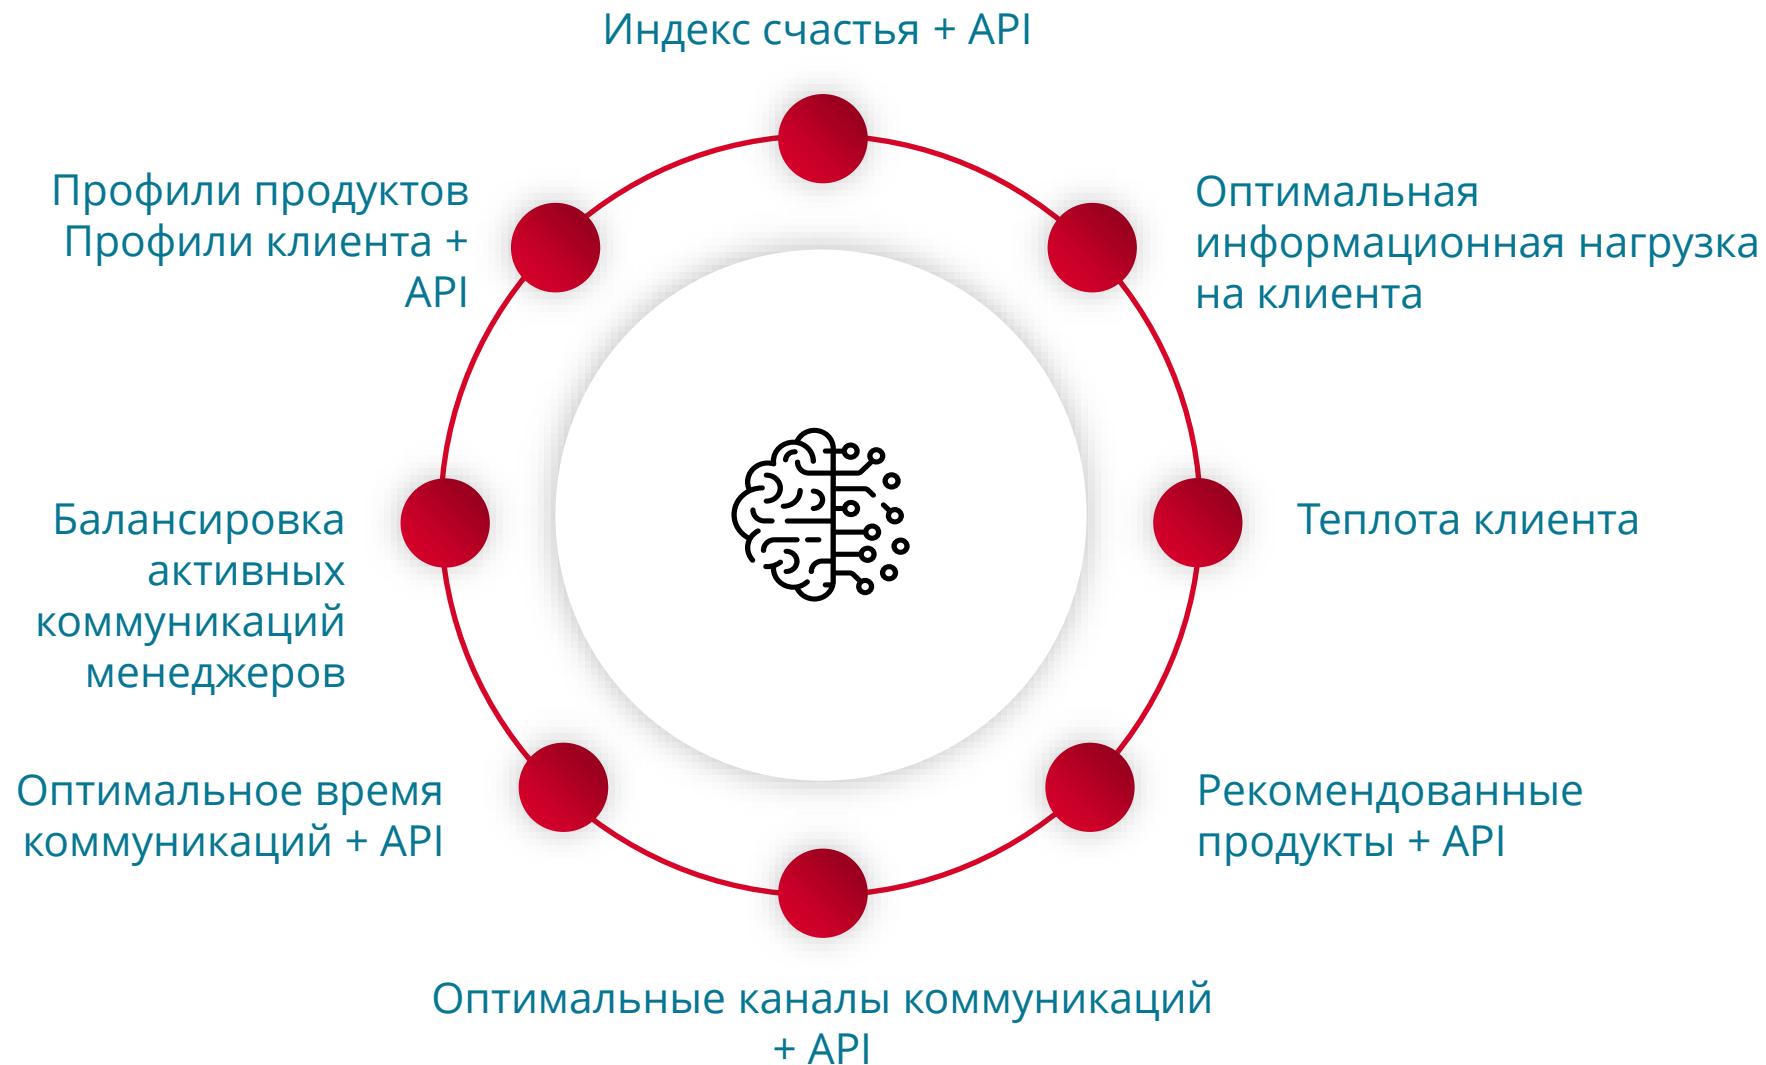 Индекс счастья + API
Профили продуктов
Профили клиента +
API
Оптимальная
информационная нагрузка
на клиента
Балансировка
активных
коммуникаций
менеджеров
Теплота клиента
Оптимальное время
коммуникаций + API
Рекомендованные
продукты + API
Оптимальные каналы коммуникаций
+ API